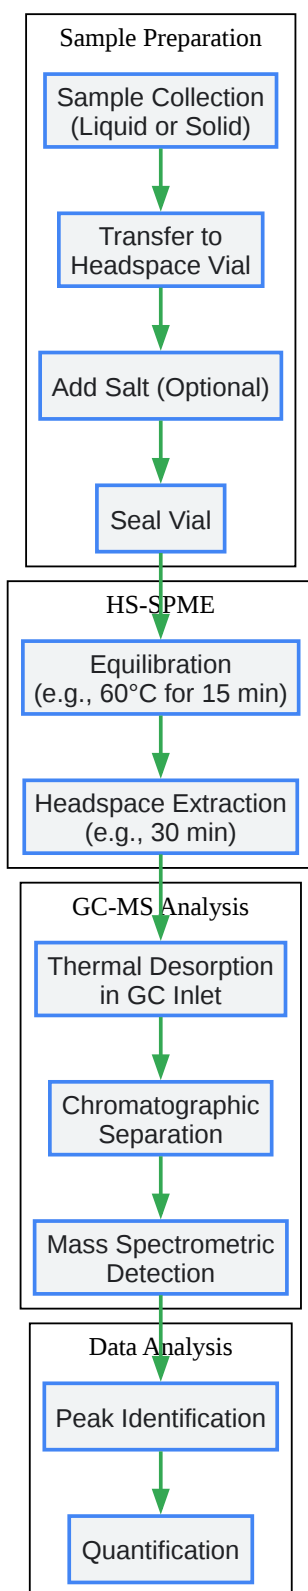 Sample Preparation
Sample Collection
(Liquid or Solid)
Transfer to
Headspace Vial
Add Salt (Optional)
Seal Vial
HS-SPME
Equilibration
(e.g., 60°C for 15 min)
Headspace Extraction
(e.g., 30 min)
GC-MS Analysis
Thermal Desorption
in GC Inlet
Chromatographic
Separation
Mass Spectrometric
Detection
Data Analysis
Peak Identification
Quantification